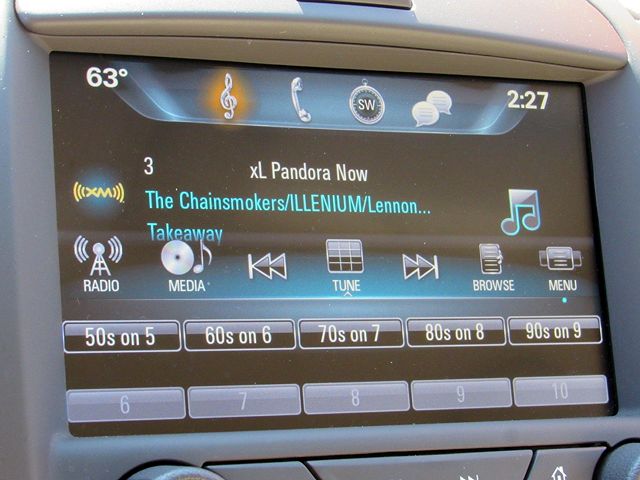 63°
SW
2:27
3 xL Pandora Now
XM
The Chainsmokers/ILLENIUM/Lennon...
Takeaway
RADIO MEDIA TUNE BROWSE MENU
50s on 5 60s on 6 70s on 7 80s on 8 90s on 9
6 7 8 9 10